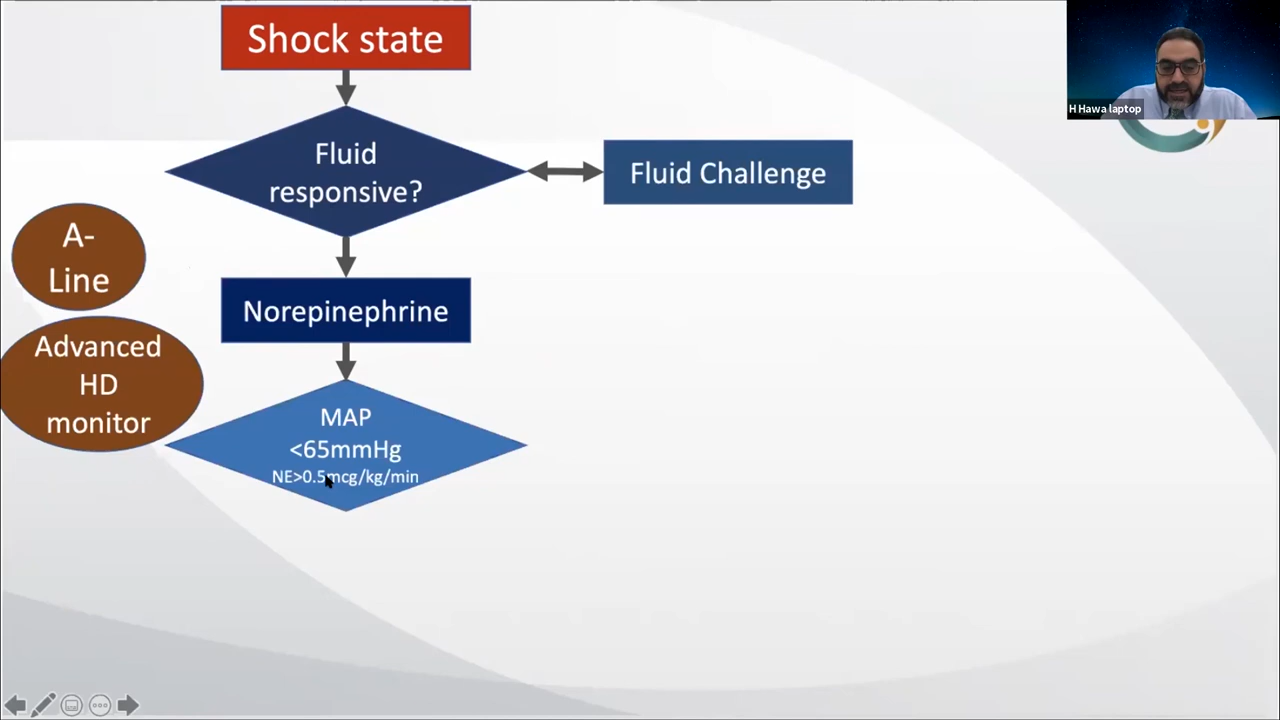 Shock state
H Hawa laptop
Fluid
responsive?
Fluid Challenge
A-
Line
Norepinephrine
Advanced
HD
monitor
MAP
<65mmHg
NE>0.5mcg/kg/min